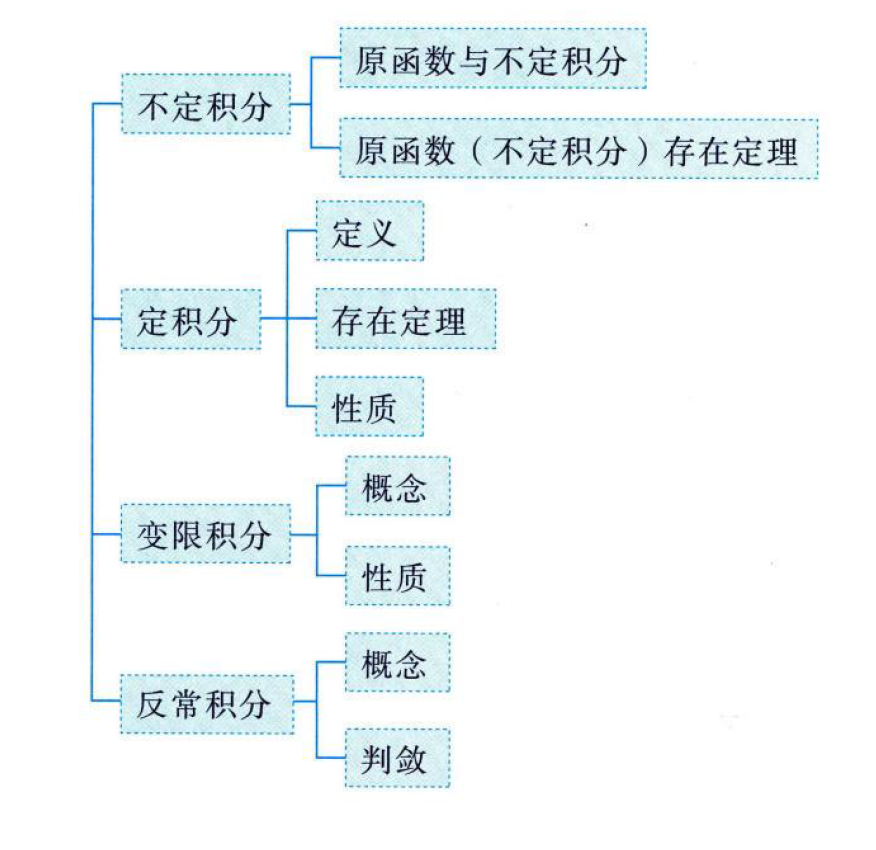 不定积分
原函数与不定积分
原函数（不定积分）存在定理
定积分
定义
存在定理
性质
变限积分
概念
性质
反常积分
概念
判敛